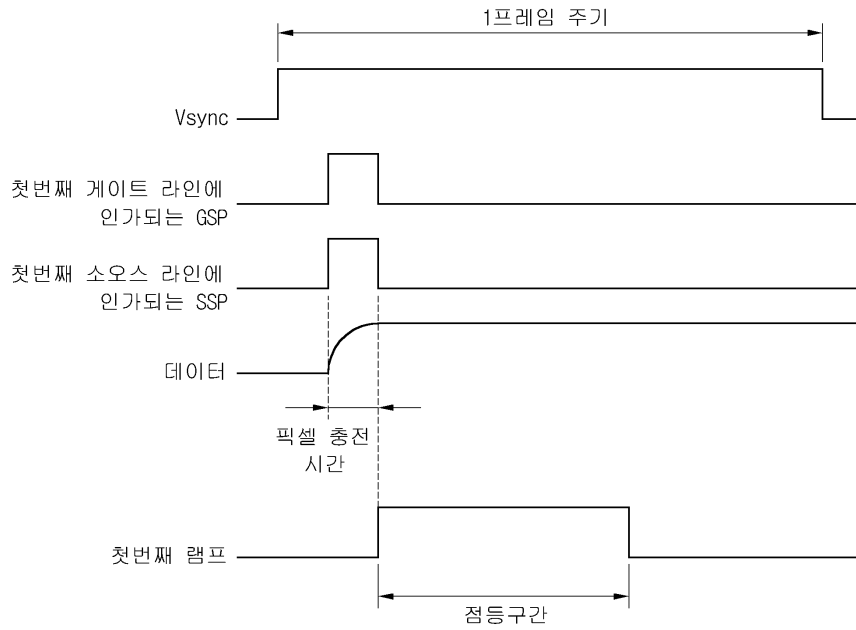 1프레임 주기
Vsync
첫번째 게이트 라인에
인가되는 GSP
첫번째 소오스 라인에
인가되는 SSP
데이터
픽셀 충전
시간
첫번째 램프
점등구간